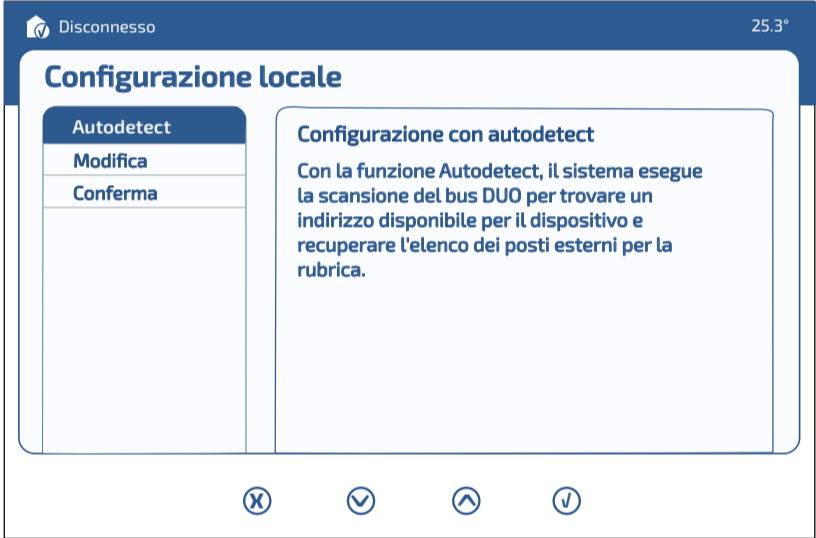 Disconnesso
25.3°
Configurazione locale
Autodetect
Modifica
Conferma
Configurazione con autodetect
Con la funzione Autodetect, il sistema esegue
la scansione del bus DUO per trovare un
indirizzo disponibile per il dispositivo e
recuperare l'elenco dei posti esterni per la
rubrica.